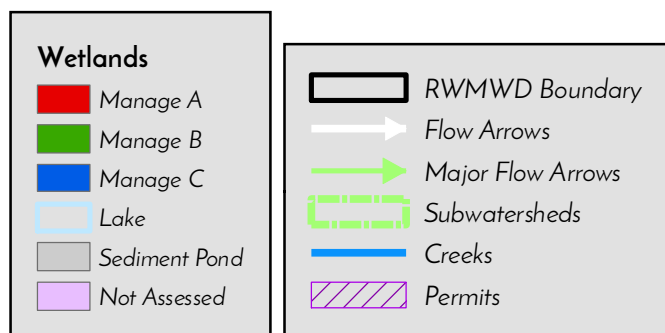 Wetlands
Manage A
Manage B
Manage C
Lake
Sediment Pond
Not Assessed
RWMWD Boundary
Flow Arrows
Major Flow Arrows
Subwatersheds
Creeks
Permits